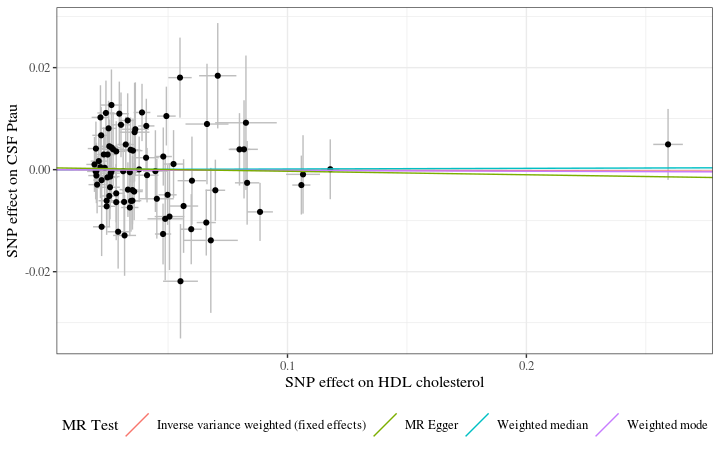 SNP effect on CSF Ptau
0.02
0.00
-0.02
0.1
0.2
SNP effect on HDL cholesterol
MR Test
Inverse variance weighted (fixed effects)
MR Egger
Weighted median
Weighted mode